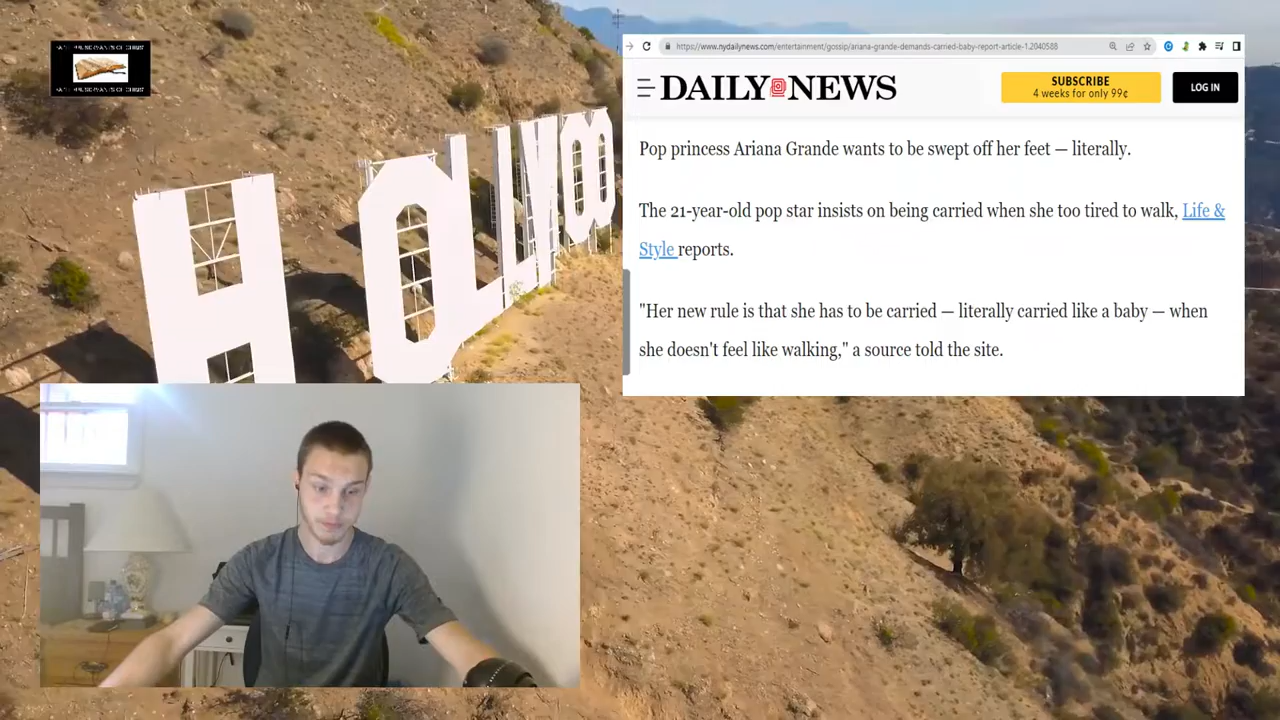 https://www.nydailynews.com/entertainment/gossip/ariana-grande-demands-carried-baby-report-article-1.2040588
DAILY NEWS
SUBSCRIBE
4 weeks for only 99¢
LOG IN
Pop princess Ariana Grande wants to be swept off her feet — literally.
The 21-year-old pop star insists on being carried when she too tired to walk, Life &
Style reports.
"Her new rule is that she has to be carried — literally carried like a baby — when
she doesn't feel like walking," a source told the site.
HOLLYWOO